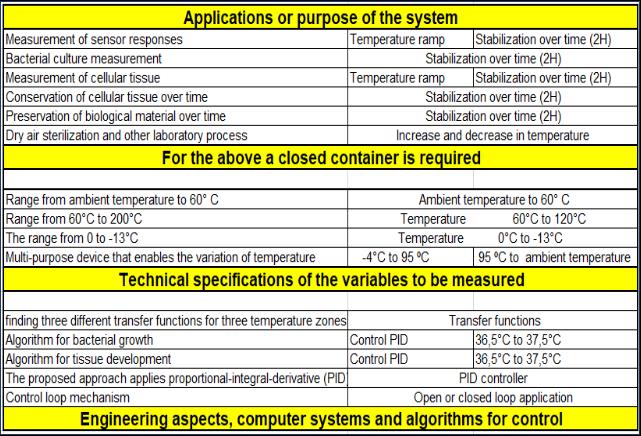 Applications or purpose of the system
Measurement of sensor responses Temperature ramp Stabilization over time (2H)
Bacterial culture measurement Stabilization over time (2H)
Measurement of cellular tissue Temperature ramp Stabilization over time (2H)
Conservation of cellular tissue over time Stabilization over time (2H)
Preservation of biological material over time Stabilization over time (2H)
Dry air sterilization and other laboratory process Increase and decrease in temperature
For the above a closed container is required
Range from ambient temperature to 60° C Ambient temperature to 60° C
Range from 60°C to 200°C Temperature 60°C to 120°C
The range from 0 to -13°C Temperature 0°C to -13°C
Multi-purpose device that enables the variation of temperature -4°C to 95 ºC 95 ºC to ambient temperature
Technical specifications of the variables to be measured
finding three different transfer functions for three temperature zones Transfer functions
Algorithm for bacterial growth Control PID 36,5°C to 37,5°C
Algorithm for tissue development Control PID 36,5°C to 37,5°C
The proposed approach applies proportional-integral-derivative (PID) PID controller
Control loop mechanism Open or closed loop application
Engineering aspects, computer systems and algorithms for control